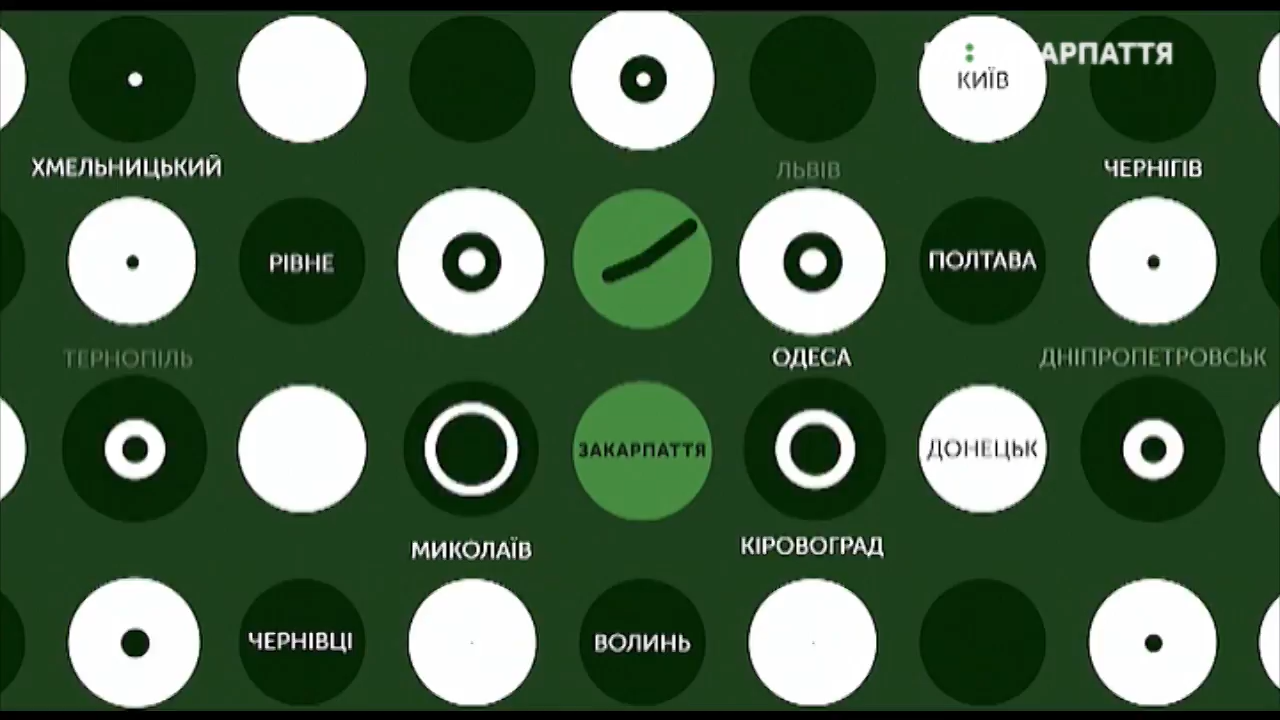 АРПАТТЯ
КИЇВ
ХМЕЛЬНИЦЬКИЙ
ЛЬВІВ
ЧЕРНІГІВ
РІВНЕ
ПОЛТАВА
ТЕРНОПІЛЬ
ОДЕСА
ДНІПРОПЕТРОВСЬК
ЗАКАРПАТТЯ
ДОНЕЦЬК
МИКОЛАЇВ
КІРОВОГРАД
ЧЕРНІВЦІ
ВОЛИНЬ